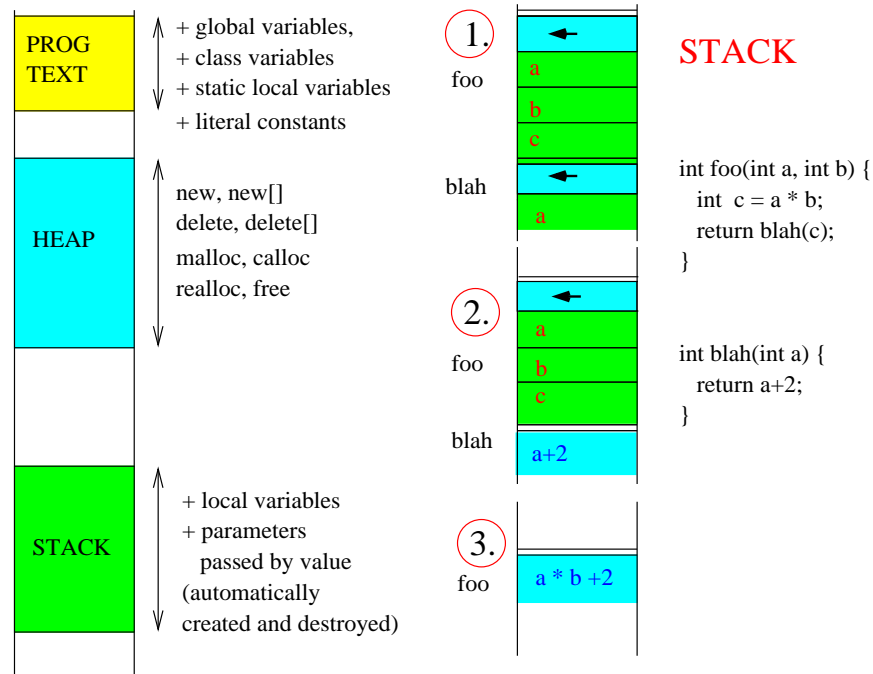 PROG
TEXT
+ global variables,
+ class variables
+ static local variables
+ literal constants
HEAP
new, new[]
delete, delete[]
malloc, calloc
realloc, free
STACK
+ local variables
+ parameters
passed by value
(automatically
created and destroyed)
1.
foo
a
b
c
blah
a
2.
foo
a
b
c
blah
a+2
3.
foo
a * b +2
STACK
int foo(int a, int b) {
int c = a * b;
return blah(c);
}
int blah(int a) {
return a+2;
}